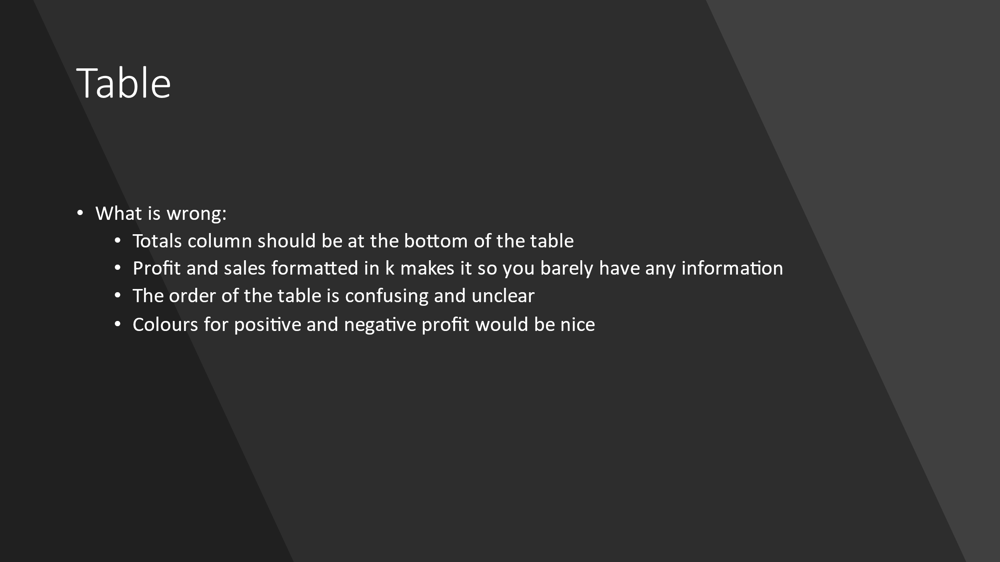 Table
• What is wrong:
• Totals column should be at the bottom of the table
• Profit and sales formatted in k makes it so you barely have any information
• The order of the table is confusing and unclear
• Colours for positive and negative profit would be nice